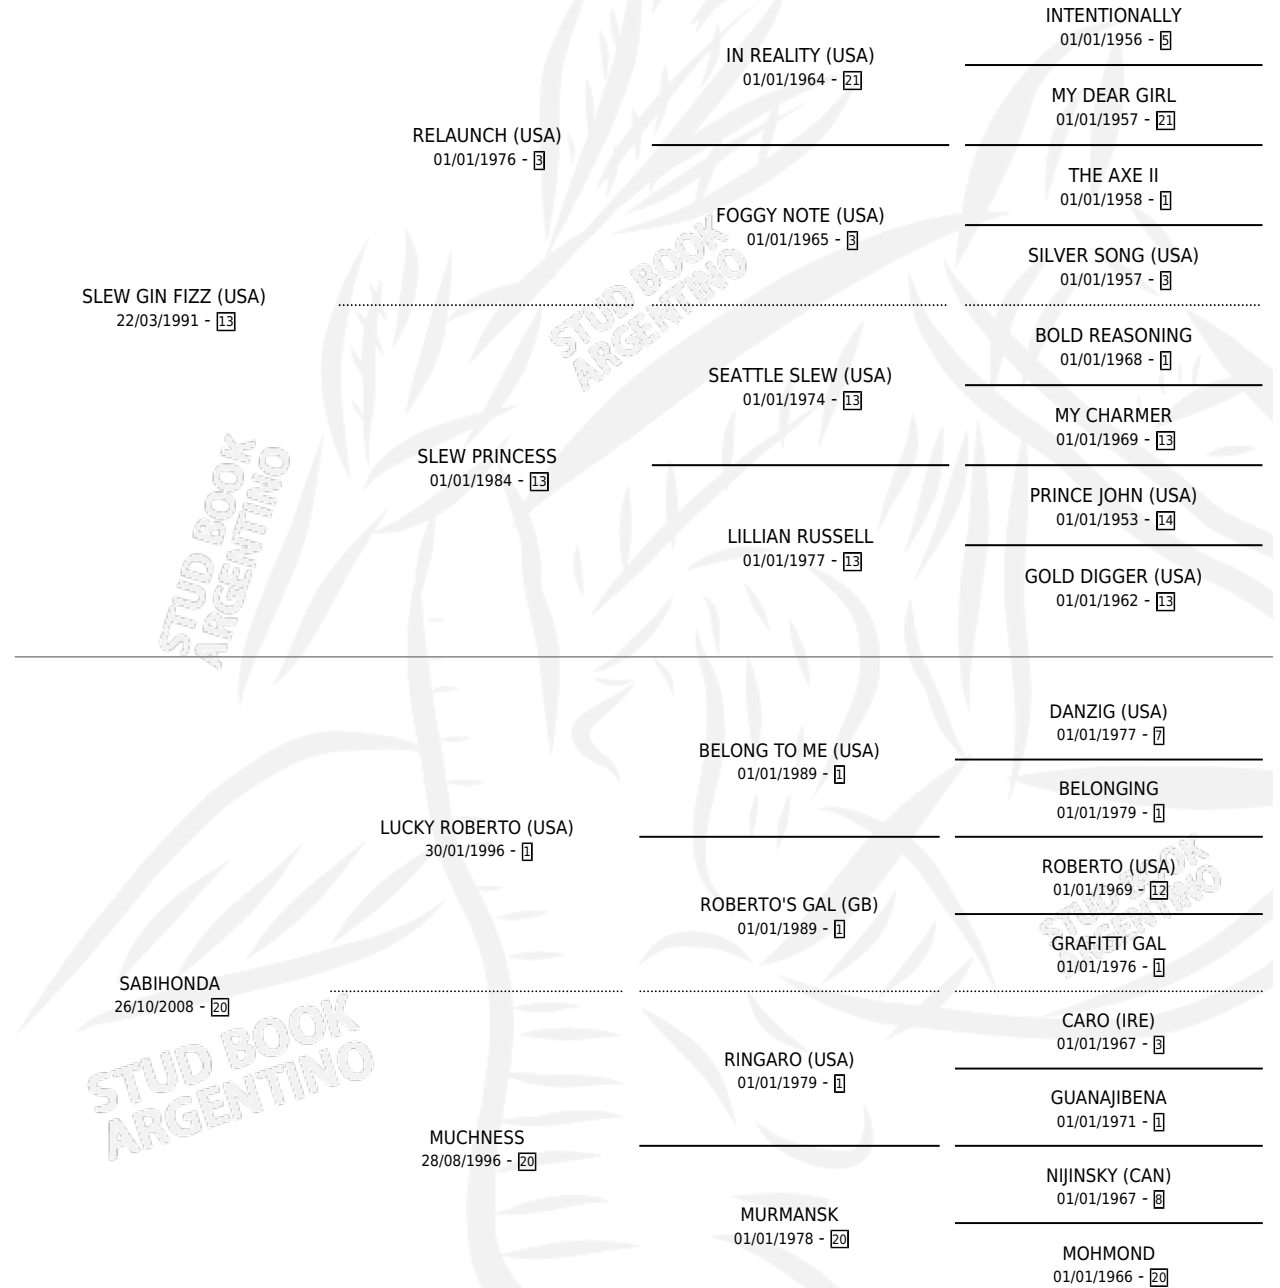 INTENTIONALLY
01/01/1956 - 5
IN REALITY (USA)
01/01/1964 - 21
MY DEAR GIRL
01/01/1957 - 21
RELAUNCH (USA)
01/01/1976 - 3
THE AXE II
01/01/1958 - 1
FOGGY NOTE (USA)
01/01/1965 - 3
SILVER SONG (USA)
01/01/1957 - 3
SLEW GIN FIZZ (USA)
22/03/1991 - 13
BOLD REASONING
01/01/1968 - 1
SEATTLE SLEW (USA)
01/01/1974 - 13
MY CHARMER
01/01/1969 - 13
SLEW PRINCESS
01/01/1984 - 13
PRINCE JOHN (USA)
01/01/1953 - 14
LILLIAN RUSSELL
01/01/1977 - 13
GOLD DIGGER (USA)
01/01/1962 - 13
DANZIG (USA)
01/01/1977 - 7
BELONG TO ME (USA)
01/01/1989 - 1
BELONGING
01/01/1979 - 1
LUCKY ROBERTO (USA)
30/01/1996 - 1
ROBERTO (USA)
01/01/1969 - 12
ROBERTO'S GAL (GB)
01/01/1989 - 1
GRAFITTI GAL
01/01/1976 - 1
SABIHONDA
26/10/2008 - 20
CARO (IRE)
01/01/1967 - 3
RINGARO (USA)
01/01/1979 - 1
GUANAJIBENA
01/01/1971 - 1
MUCHNESS
28/08/1996 - 20
NIJINSKY (CAN)
01/01/1967 - 8
MURMANSK
01/01/1978 - 20
MOHMOND
01/01/1966 - 20
STUD BOOK
ARGENTINO
STUD BOOK
ARGENTINO
STUD BOOK
ARGENTINO
STUD BOOK
ARGENTINO